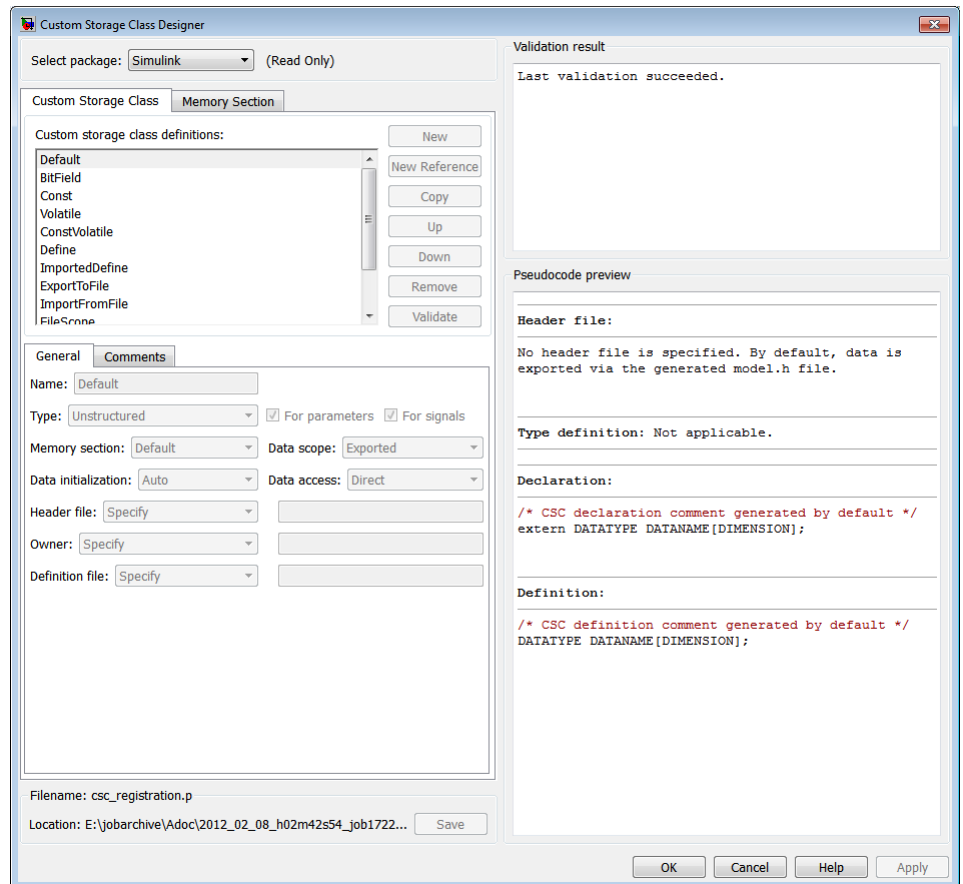 Custom Storage Class Designer
Select package: Simulink (Read Only)
Custom Storage Class Memory Section
Custom storage class definitions:
Default
BitField
Const
Volatile
ConstVolatile
Define
ImportedDefine
ExportToFile
ImportFromFile
FileScope
New
New Reference
Copy
Up
Down
Remove
Validate
General Comments
Name: Default
Type: Unstructured For parameters For signals
Memory section: Default Data scope: Exported
Data initialization: Auto Data access: Direct
Header file: Specify
Owner: Specify
Definition file: Specify
Filename: csc_registration.p
Location: E:\jobarchive\Adoc\2012_02_08_h02m42s54_job1722... Save
Validation result
Last validation succeeded.
Pseudocode preview
Header file:
No header file is specified. By default, data is
exported via the generated model.h file.
Type definition: Not applicable.
Declaration:
/* CSC declaration comment generated by default */
extern DATATYPE DATANAME[DIMENSION];
Definition:
/* CSC definition comment generated by default */
DATATYPE DATANAME[DIMENSION];
OK Cancel Help Apply